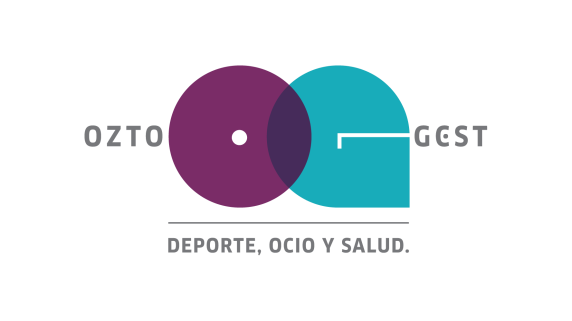 OZTO GEST
DEPORTE, OCIO Y SALUD.